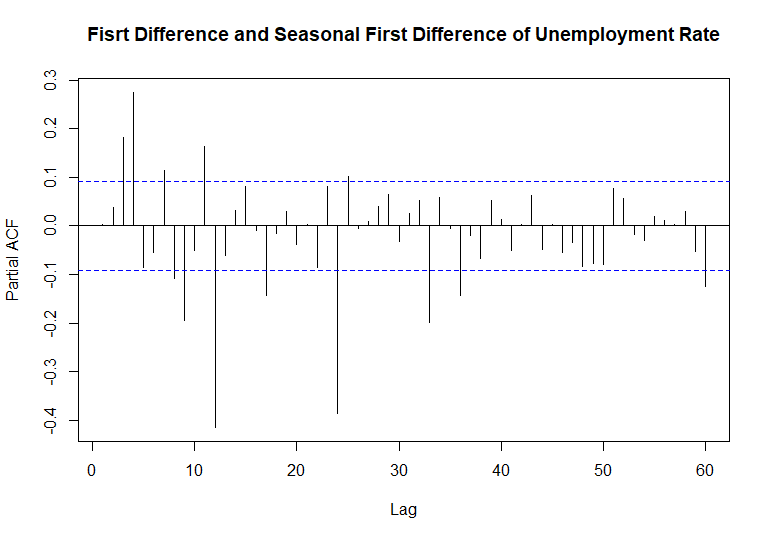 Fisrt Difference and Seasonal First Difference of Unemployment Rate
0.3
0.2
0.1
0.0
-0.1
-0.2
-0.3
-0.4
Partial ACF
0 10 20 30 40 50 60
Lag